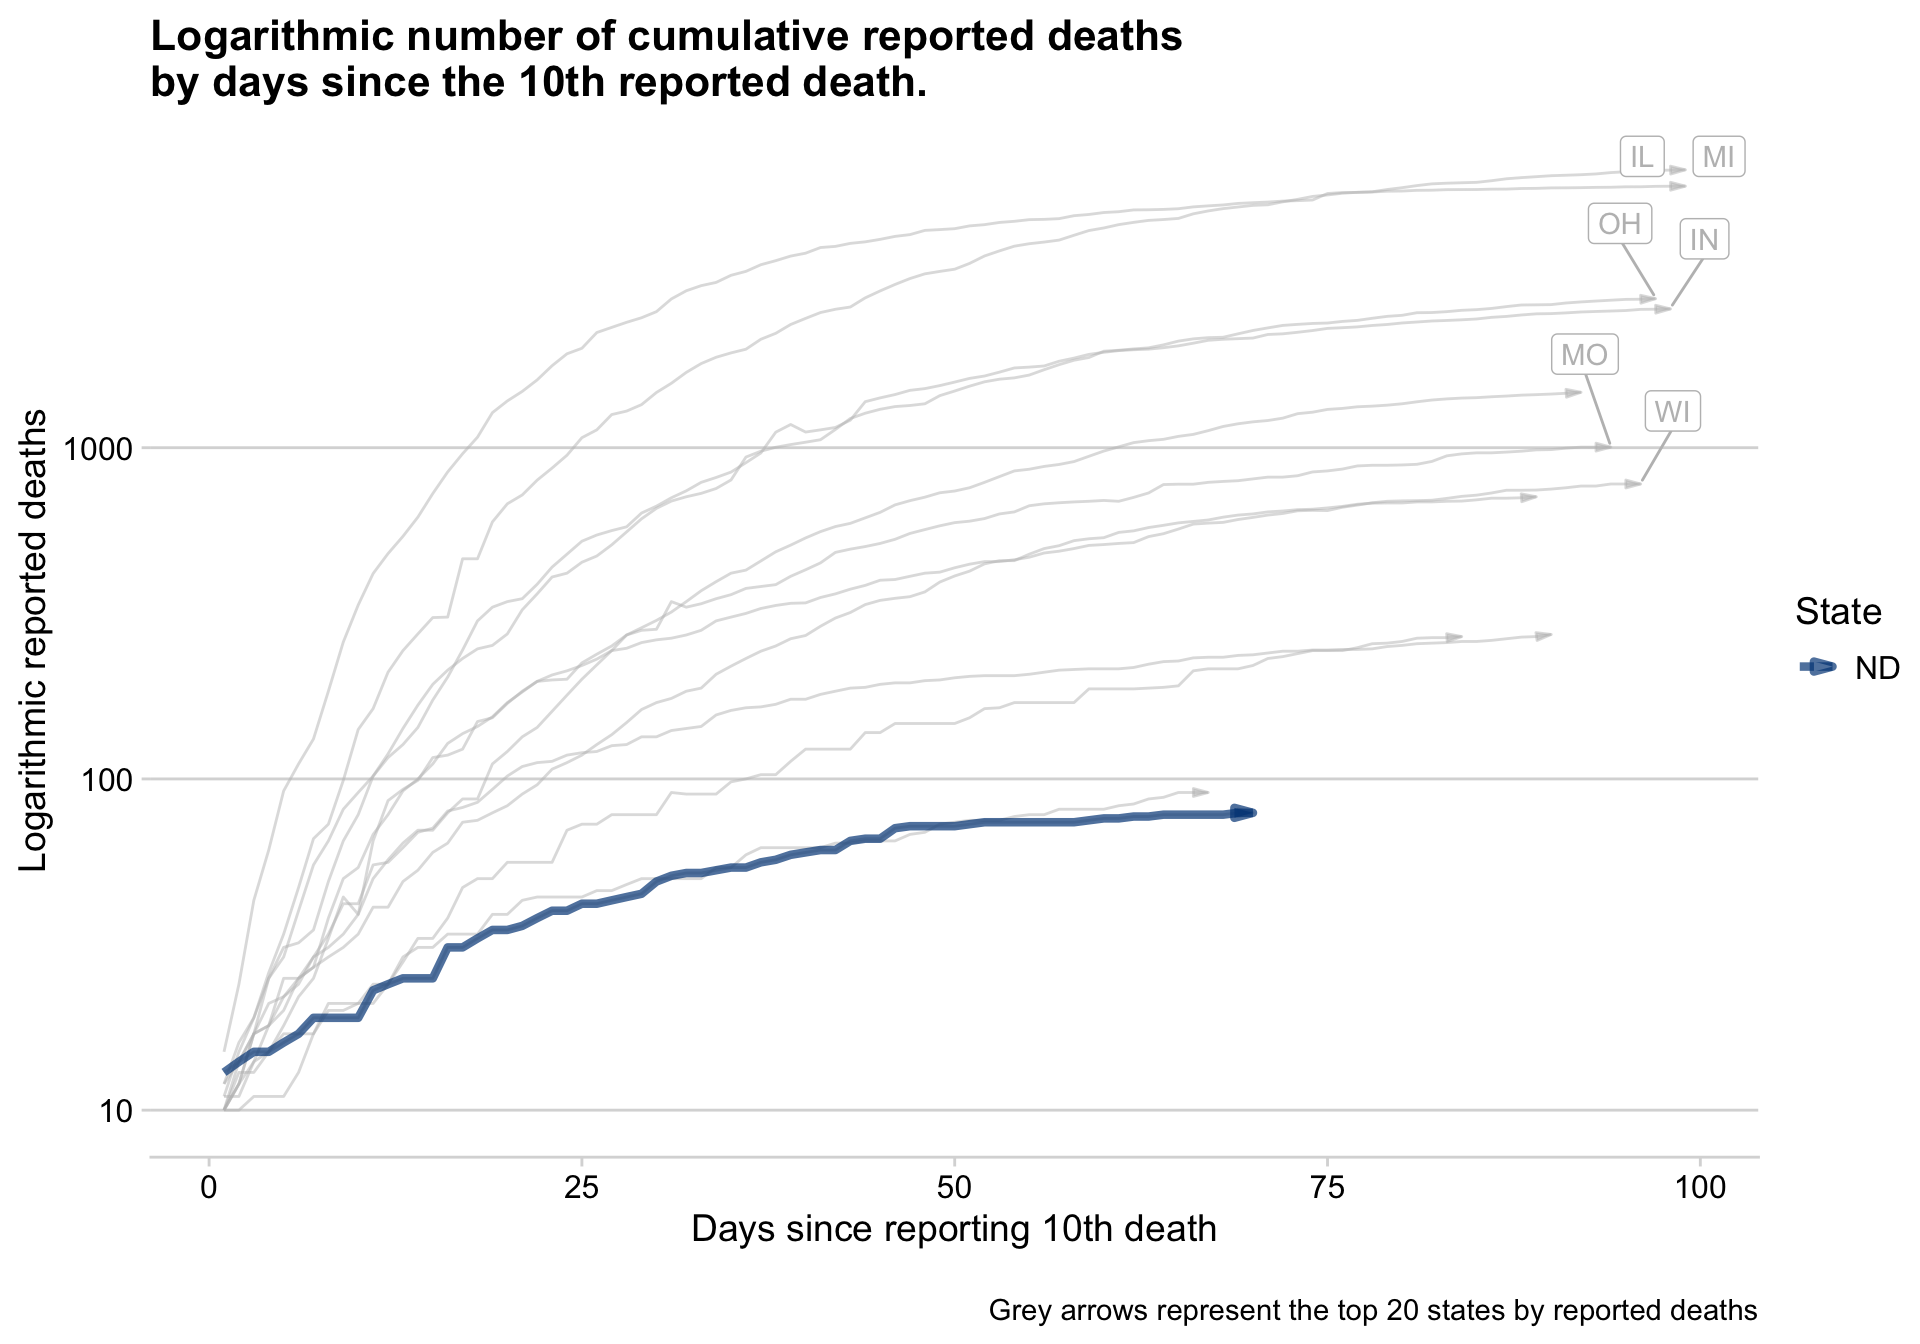 Logarithmic number of cumulative reported deaths
by days since the 10th reported death.
IL
MI
OH
IN
MO
WI
Logarithmic reported deaths
1000
100
10
State
ND
0
25
50
75
100
Days since reporting 10th death
Grey arrows represent the top 20 states by reported deaths